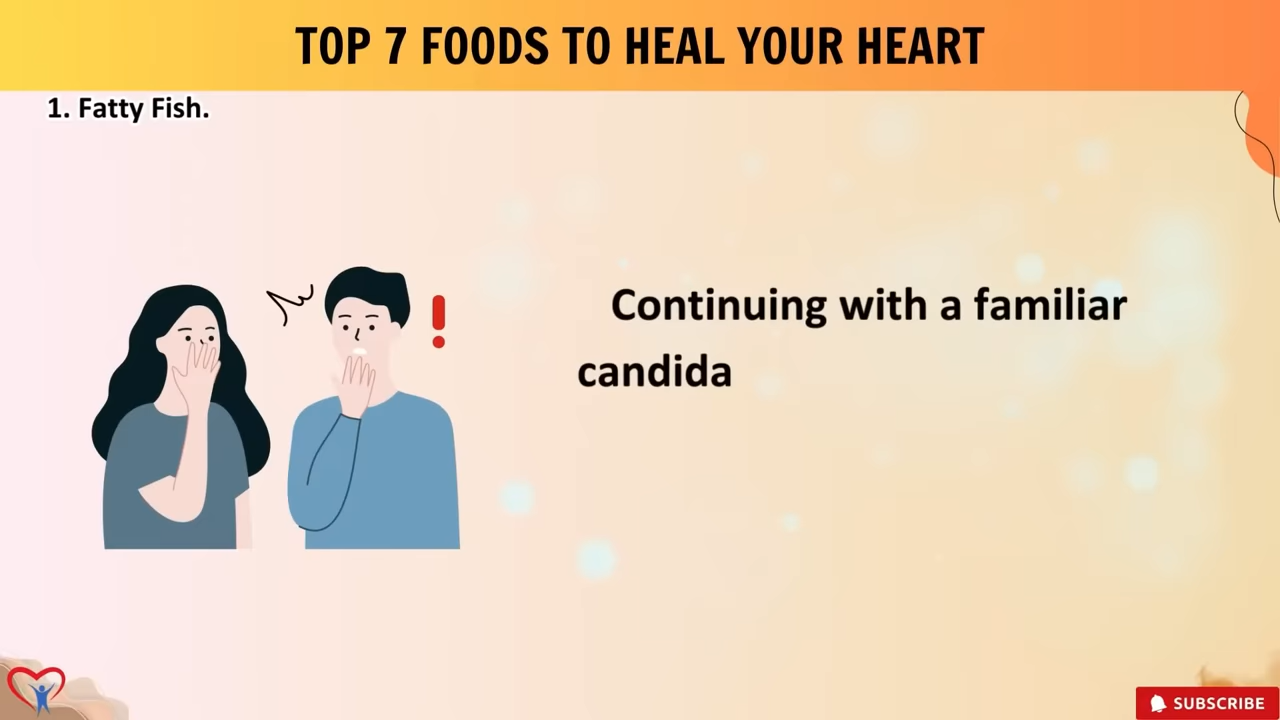 TOP 7 FOODS TO HEAL YOUR HEART
1. Fatty Fish.
Continuing with a familiar
candida
SUBSCRIBE